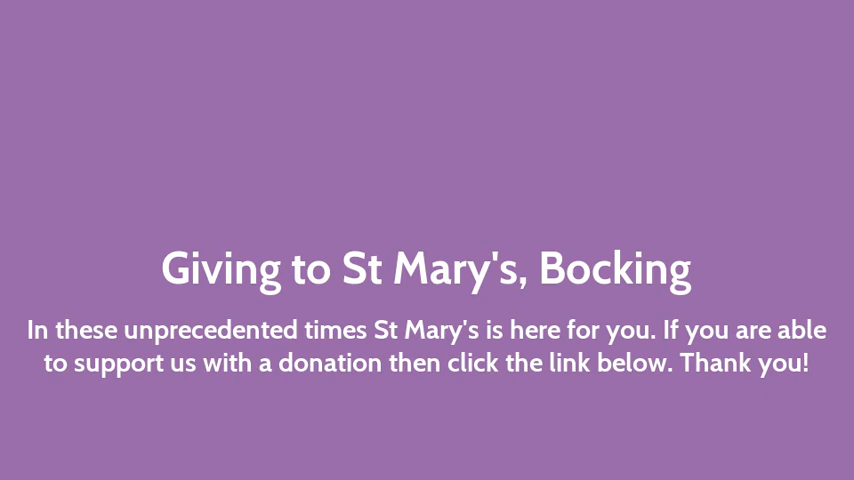 Giving to St Mary's, Bocking
In these unprecedented times St Mary's is here for you. If you are able
to support us with a donation then click the link below. Thank you!